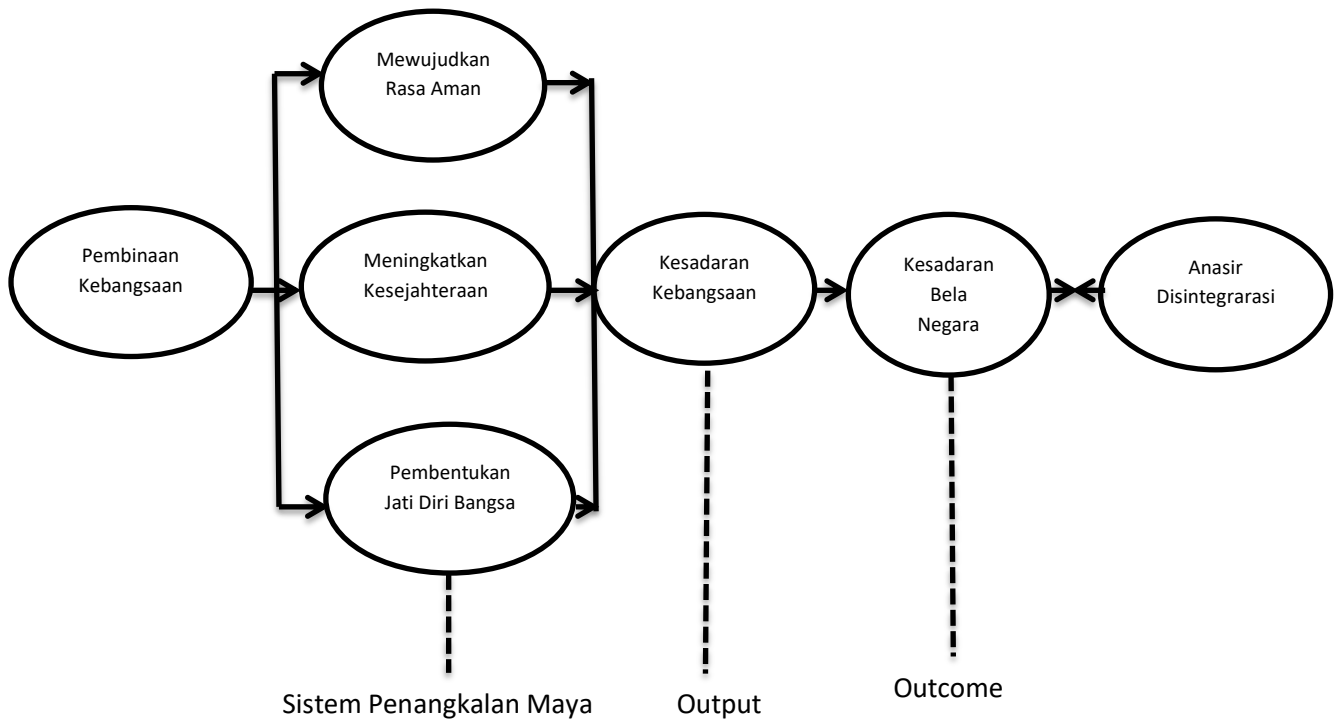 Mewujudkan
Rasa Aman
Pembinaan
Kebangsaan
Meningkatkan
Kesejahteraan
Kesadaran
Kebangsaan
Kesadaran
Bela
Negara
Anasir
Disintegrarasi
Pembentukan
Jati Diri Bangsa
Sistem Penangkalan Maya
Output
Outcome